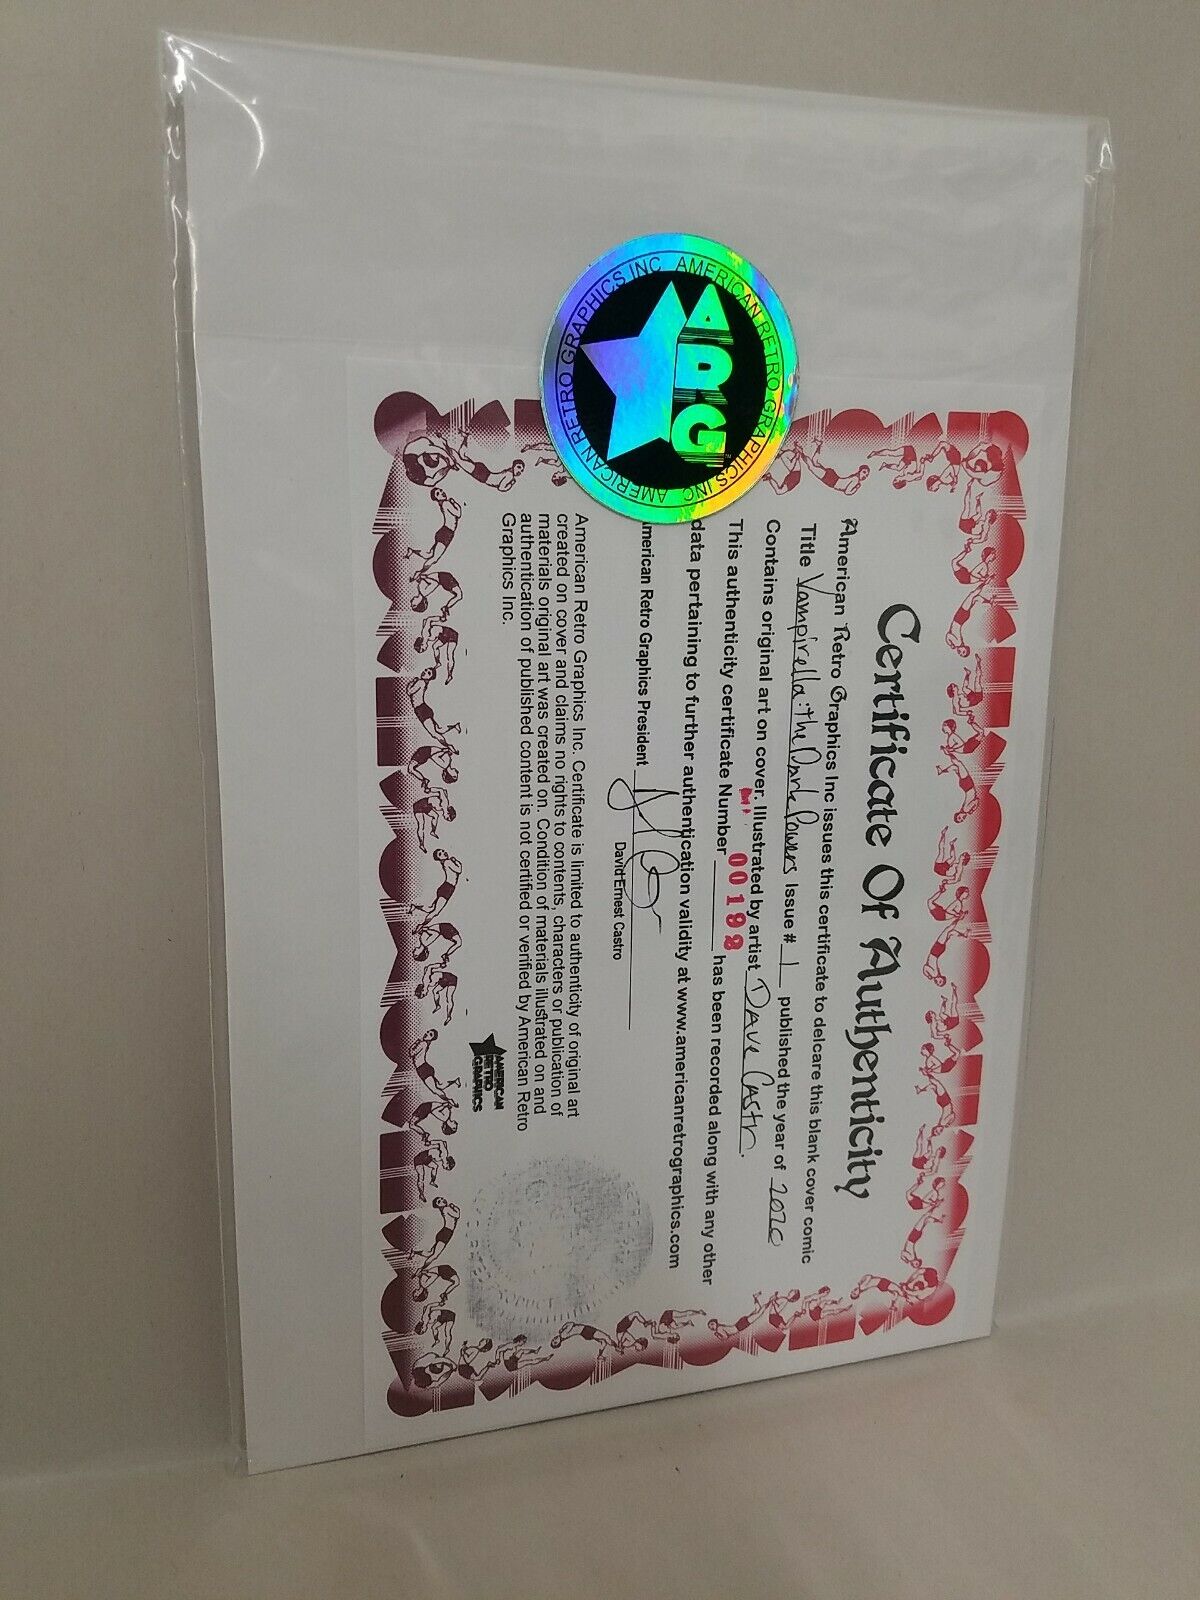 AMERICAN RETRO GRAPHICS INC AMERICAN RETRO GRAPHICS INC
ARG
Certificate Of Authenticity
American Retro Graphics Inc issues this certificate to delcare this blank cover comic
Title Vampirella: the Dark Powers Issue # 1 published the year of 2020
Contains original art on cover. Illustrated by artist Dave Castr.
This authenticity certificate Number 00192 has been recorded along with any other
data pertaining to further authentication validity at www.americanretrographics.com
American Retro Graphics President
David Ernest Castro
American Retro Graphics Inc. Certificate is limited to authenticity of original art
created on cover and claims no rights to contents, characters or publication of
materials original art was created on. Condition of materials illustrated on and
authentication of published content is not certified or verified by American Retro
Graphics Inc.
AMERICAN
RETRO
GRAPHICS